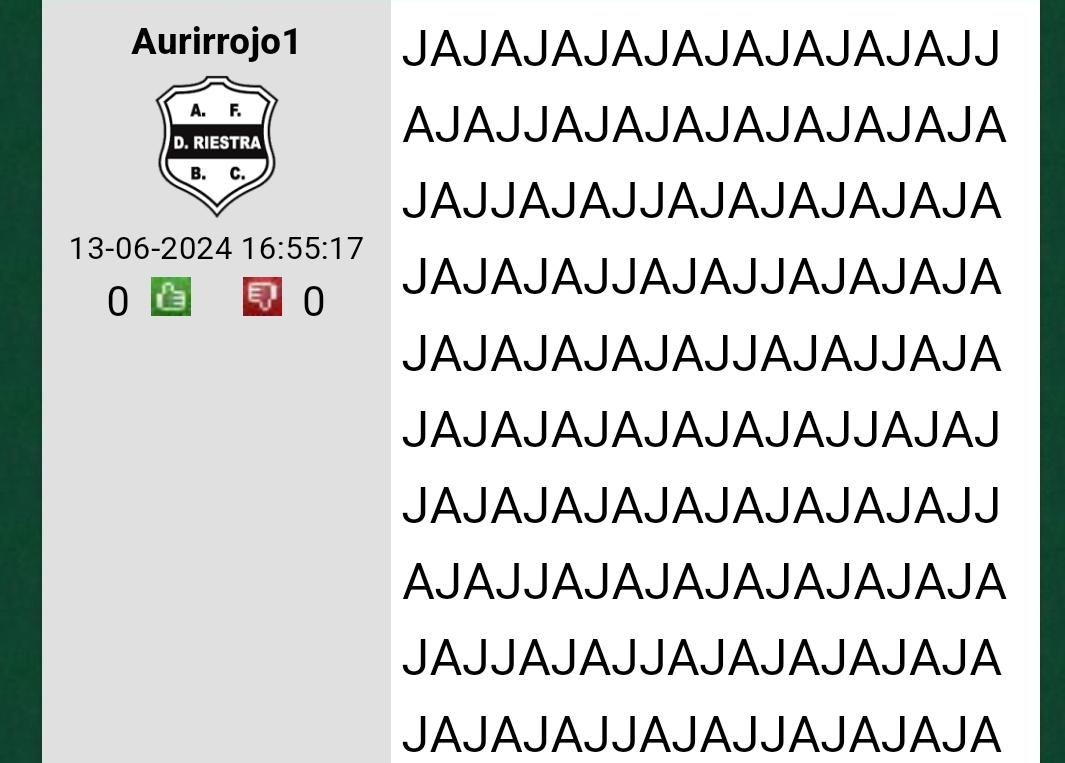 Aurirrojo1
A. F.
D. RIESTRA
B. C.
13-06-2024 16:55:17
0 0
JAJAJAJAJAJAJAJAJAJJ
AJAJJAJAJAJAJAJAJAJA
JAJJAJAJJAJAJAJAJAJA
JAJAJAJJAJAJJAJAJAJA
JAJAJAJAJAJJAJAJJAJA
JAJAJAJAJAJAJAJJAJAJ
JAJAJAJAJAJAJAJAJAJJ
AJAJJAJAJAJAJAJAJAJA
JAJJAJAJJAJAJAJAJAJA
JAJAJAJJAJAJJAJAJAJA